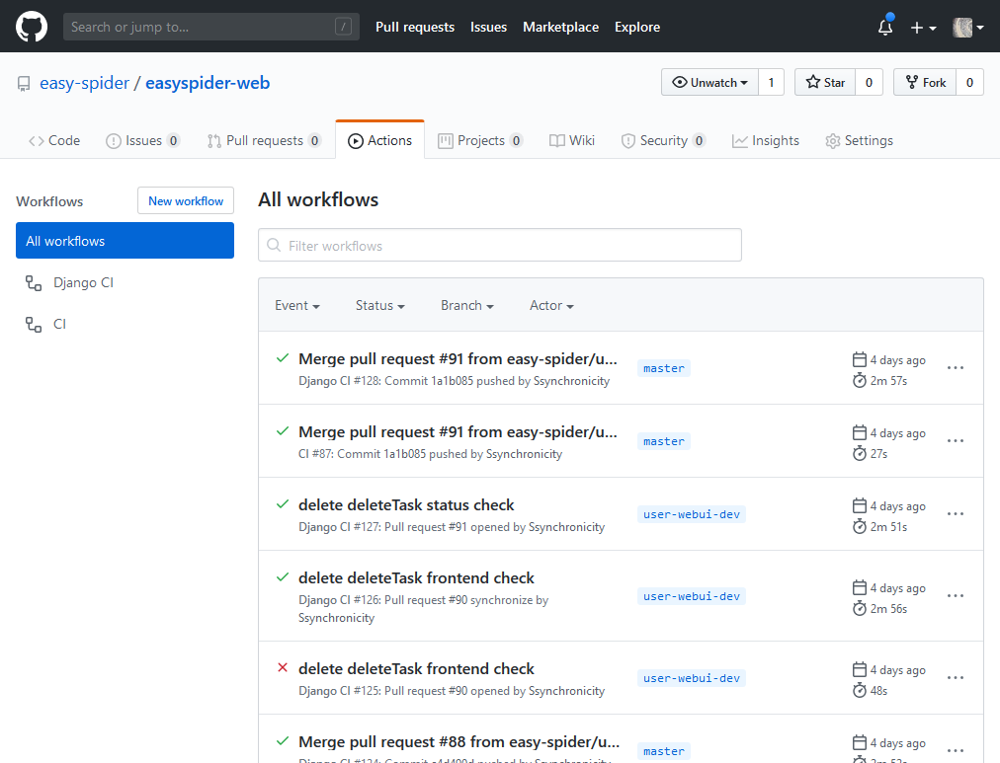 Search or jump to... / Pull requests Issues Marketplace Explore
easy-spider / easyspider-web Unwatch 1 Star 0 Fork 0
Code Issues 0 Pull requests 0 Actions Projects 0 Wiki Security 0 Insights Settings
Workflows New workflow
All workflows
Django CI
CI
All workflows
Filter workflows
Event Status Branch Actor
Merge pull request #91 from easy-spider/u... master 4 days ago
Django CI #128: Commit 1a1b085 pushed by Ssynchronicity 2m 57s
Merge pull request #91 from easy-spider/u... master 4 days ago
CI #87: Commit 1a1b085 pushed by Ssynchronicity 27s
delete deleteTask status check user-webui-dev 4 days ago
Django CI #127: Pull request #91 opened by Ssynchronicity 2m 51s
delete deleteTask frontend check user-webui-dev 4 days ago
Django CI #126: Pull request #90 synchronize by 2m 56s
Ssynchronicity
delete deleteTask frontend check user-webui-dev 4 days ago
Django CI #125: Pull request #90 opened by Ssynchronicity 48s
Merge pull request #88 from easy-spider/u... master 4 days ago
Django CI #124: Commit pushed by Ssynchronicity